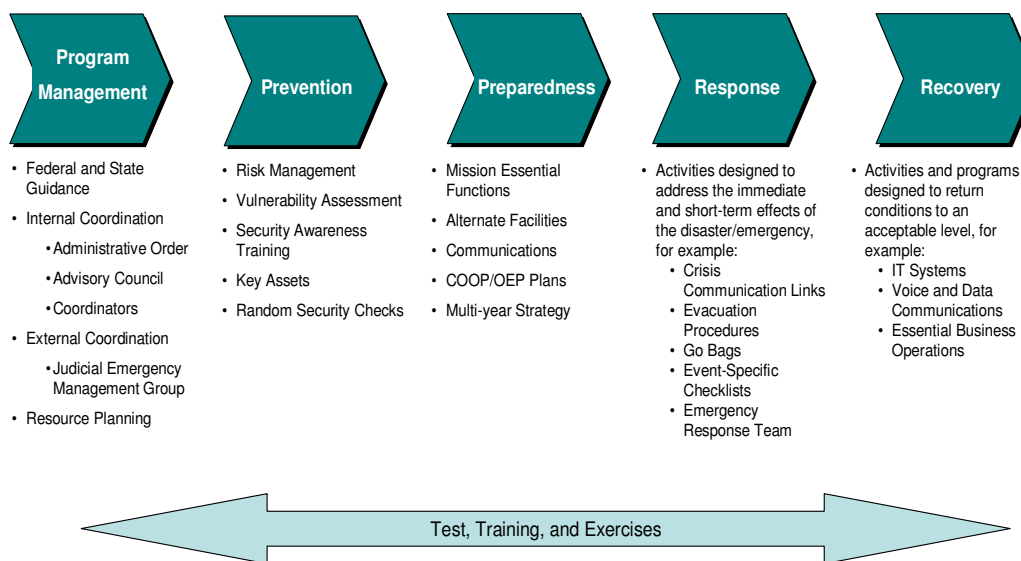 Program
Management
• Federal and State
Guidance
• Internal Coordination
•Administrative Order
•Advisory Council
•Coordinators
• External Coordination
•Judicial Emergency
Management Group
• Resource Planning
Prevention
• Risk Management
• Vulnerability Assessment
• Security Awareness
Training
• Key Assets
• Random Security Checks
Preparedness
• Mission Essential
Functions
• Alternate Facilities
• Communications
• COOP/OEP Plans
• Multi-year Strategy
Response
• Activities designed to
address the immediate
and short-term effects of
the disaster/emergency,
for example:
• Crisis
Communication Links
• Evacuation
Procedures
• Go Bags
• Event-Specific
Checklists
• Emergency
Response Team
Recovery
• Activities and programs
designed to return
conditions to an
acceptable level, for
example:
• IT Systems
• Voice and Data
Communications
• Essential Business
Operations
Test, Training, and Exercises